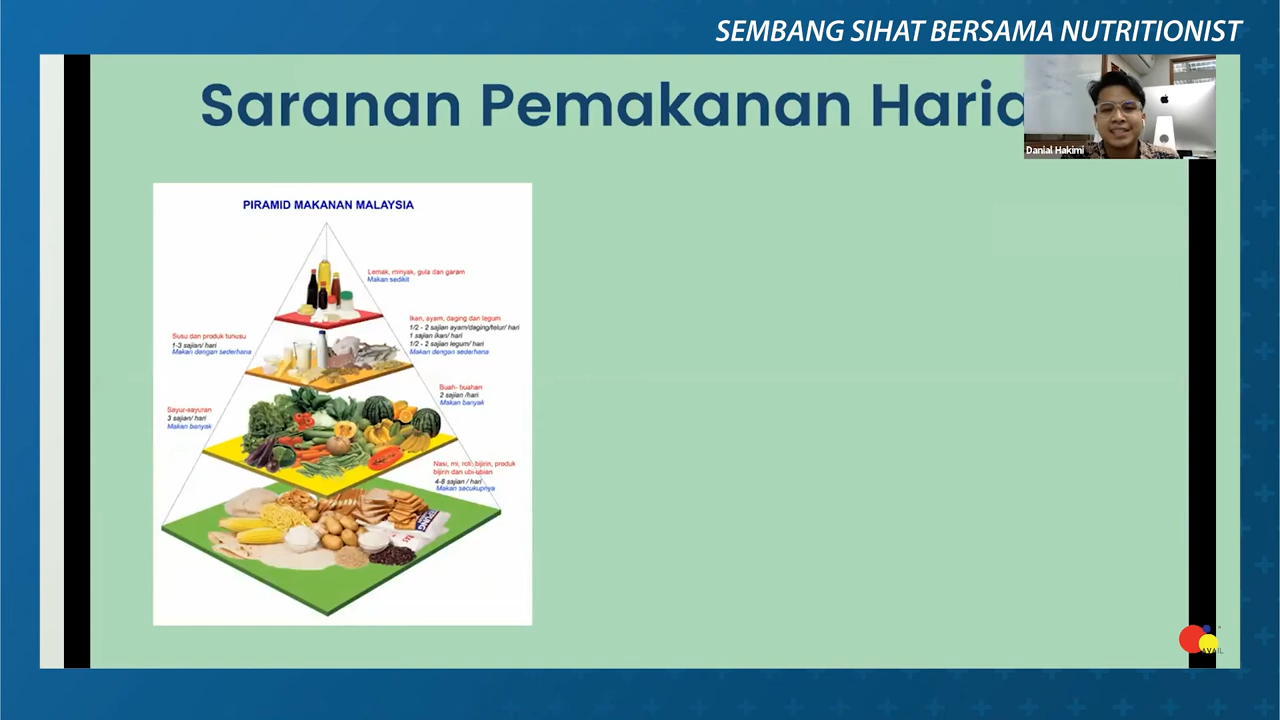 SEMBANG SIHAT BERSAMA NUTRITIONIST
Saranan Pemakanan Haria
Danial Hakimi
PIRAMID MAKANAN MALAYSIA
Lemak, minyak, gula dan garam
Makan sedikit
Ikan, ayam, daging dan legum
1/2 - 2 sajian ayam/daging/telur/ hari
1 sajian ikan/ hari
1/2 - 2 sajian legum/ hari
Makan dengan sederhana
Susu dan produk tunusu
1-3 sajian/ hari
Makan dengan sederhana
Buah- buahan
2 sajian /hari
Makan banyak
Sayur-sayuran
3 sajian/ hari
Makan banyak
Nasi, mi, roti, bijirin, produk
bijirin dan ubi-ubian
4-8 sajian / hari
Makan secukupnya
AVAIL